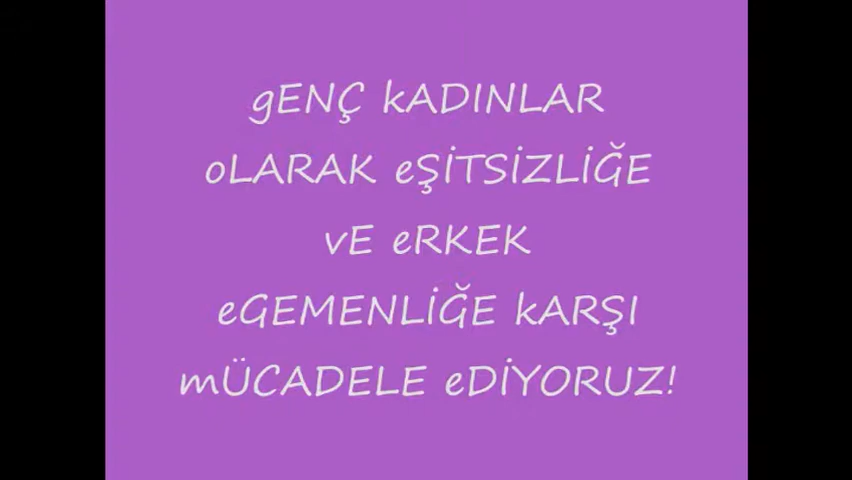 gENÇ kADINLAR
oLARAK eŞİTSİZLİĞE
vE eRKEK
eGEMENLİĞE kARŞI
mÜCADELE eDİYORUZ!